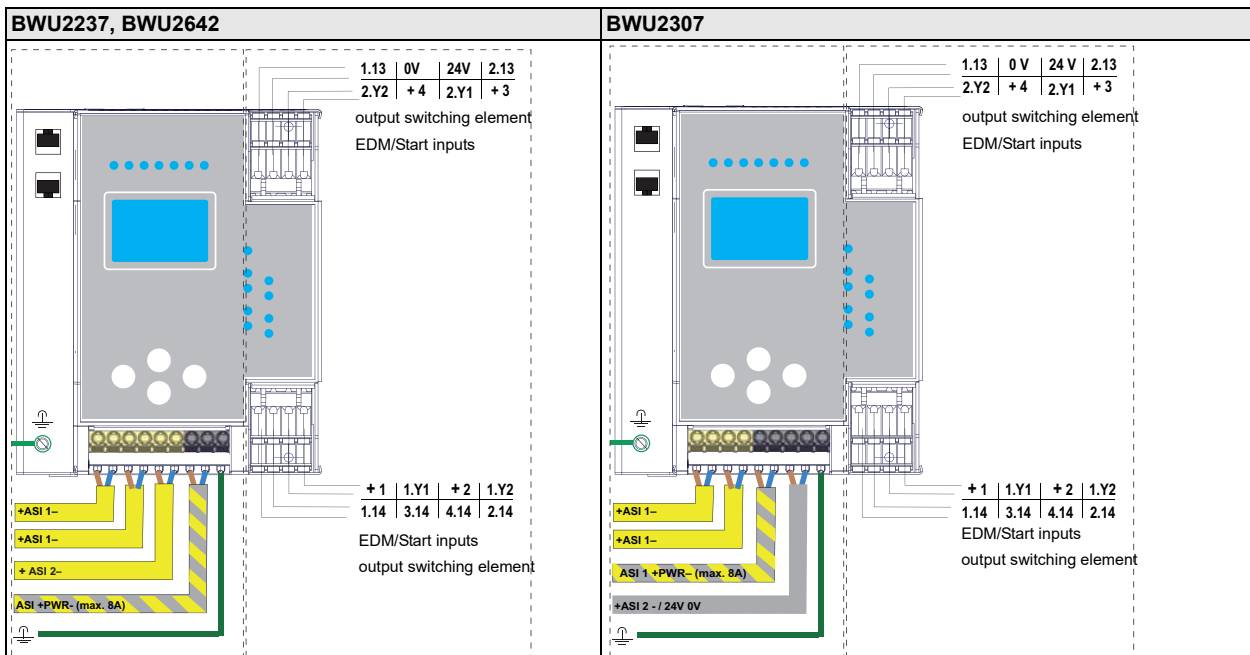 BWU2237, BWU2642
1.13 | 0V | 24V | 2.13
2.Y2 | + 4 | 2.Y1 | + 3
output switching element
EDM/Start inputs
+ 1 | 1.Y1 | + 2 | 1.Y2
1.14 | 3.14 | 4.14 | 2.14
EDM/Start inputs
output switching element
+ASI 1–
+ASI 1–
+ ASI 2–
ASI +PWR- (max. 8A)
BWU2307
1.13 | 0 V | 24 V | 2.13
2.Y2 | + 4 | 2.Y1 | + 3
output switching element
EDM/Start inputs
+ 1 | 1.Y1 | + 2 | 1.Y2
1.14 | 3.14 | 4.14 | 2.14
EDM/Start inputs
output switching element
+ASI 1–
+ASI 1–
ASI 1 +PWR– (max. 8A)
+ASI 2 - / 24V 0V